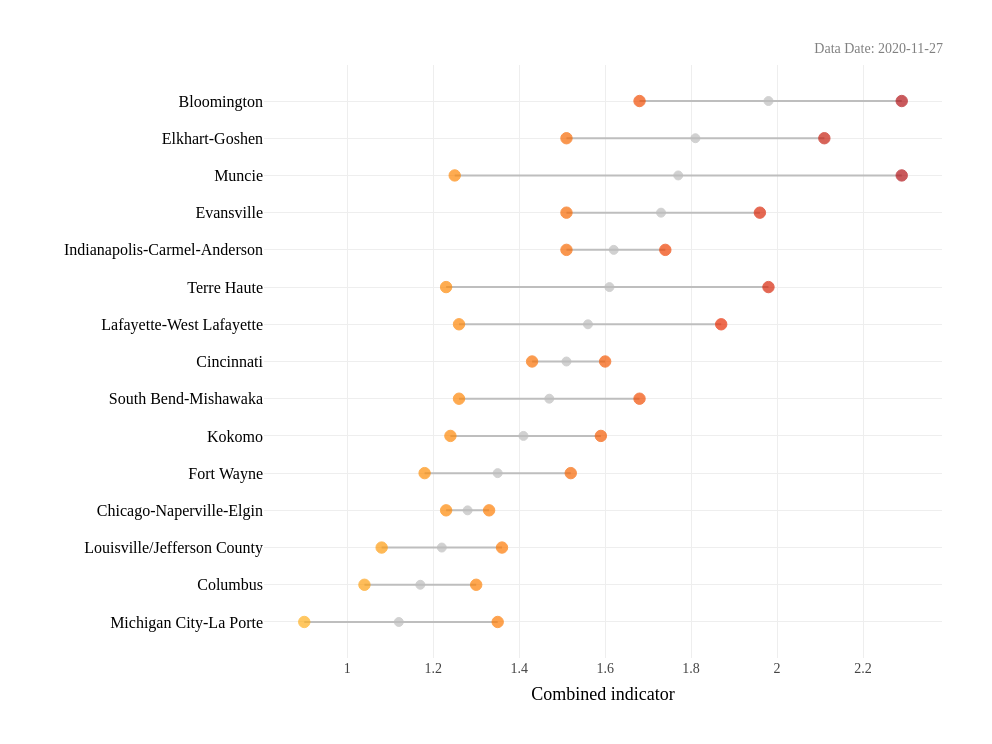 Data Date: 2020-11-27
Bloomington
Elkhart-Goshen
Muncie
Evansville
Indianapolis-Carmel-Anderson
Terre Haute
Lafayette-West Lafayette
Cincinnati
South Bend-Mishawaka
Kokomo
Fort Wayne
Chicago-Naperville-Elgin
Louisville/Jefferson County
Columbus
Michigan City-La Porte
1 1.2 1.4 1.6 1.8 2 2.2
Combined indicator